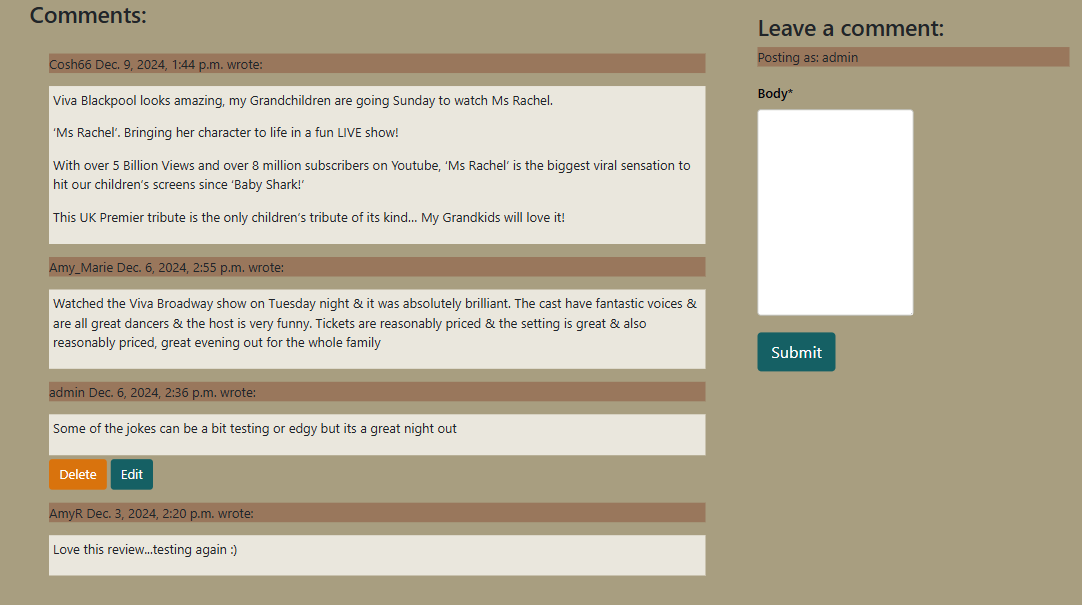 Comments:
Cosh66 Dec. 9, 2024, 1:44 p.m. wrote:
Viva Blackpool looks amazing, my Grandchildren are going Sunday to watch Ms Rachel.
‘Ms Rachel’. Bringing her character to life in a fun LIVE show!
With over 5 Billion Views and over 8 million subscribers on Youtube, ‘Ms Rachel’ is the biggest viral sensation to
hit our children’s screens since ‘Baby Shark!’
This UK Premier tribute is the only children’s tribute of its kind... My Grandkids will love it!
Amy_Marie Dec. 6, 2024, 2:55 p.m. wrote:
Watched the Viva Broadway show on Tuesday night & it was absolutely brilliant. The cast have fantastic voices &
are all great dancers & the host is very funny. Tickets are reasonably priced & the setting is great & also
reasonably priced, great evening out for the whole family
admin Dec. 6, 2024, 2:36 p.m. wrote:
Some of the jokes can be a bit testing or edgy but its a great night out
Delete Edit
AmyR Dec. 3, 2024, 2:20 p.m. wrote:
Love this review...testing again :)
Leave a comment:
Posting as: admin
Body*
Submit